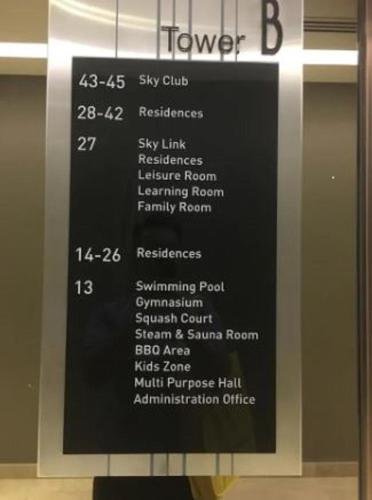 Tower B
43-45 Sky Club
28-42 Residences
27 Sky Link
Residences
Leisure Room
Learning Room
Family Room
14-26 Residences
13 Swimming Pool
Gymnasium
Squash Court
Steam & Sauna Room
BBQ Area
Kids Zone
Multi Purpose Hall
Administration Office